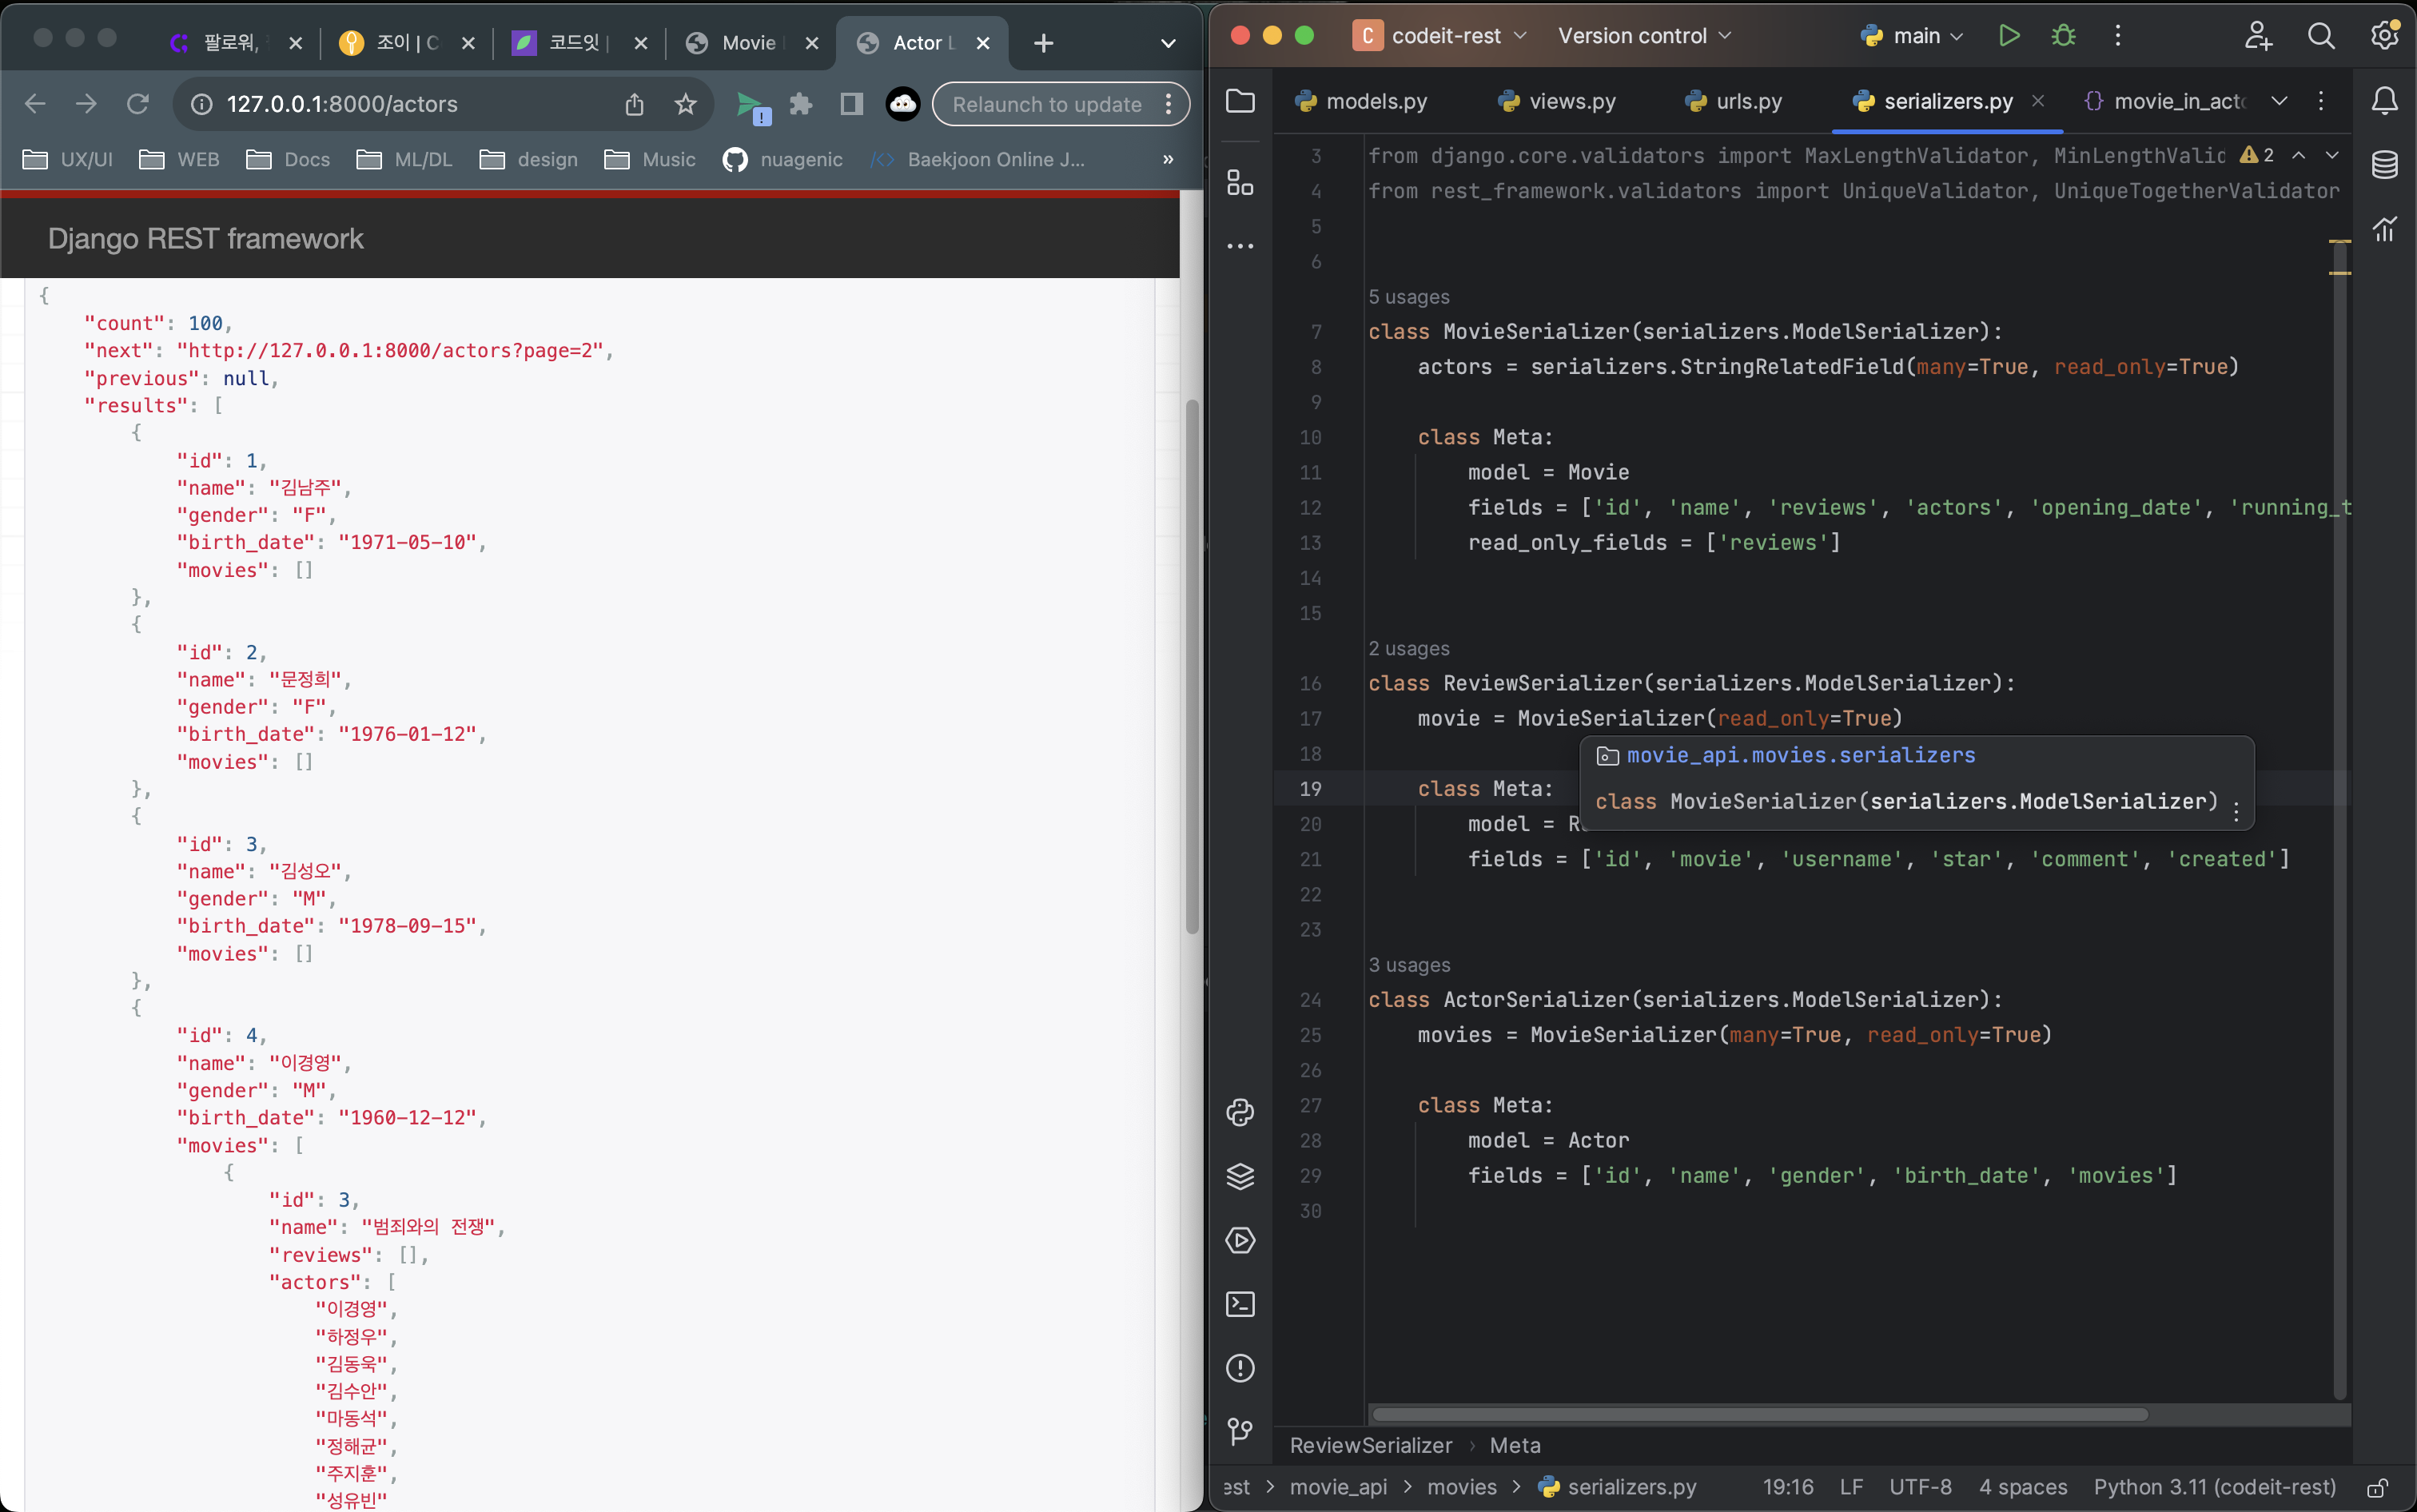 팔로워,
조이 | C
코드잇 |
Movie
Actor L
127.0.0.1:8000/actors
Relaunch to update
UX/UI
WEB
Docs
ML/DL
design
Music
nuagenic
Baekjoon Online J...
»
Django REST framework
{
"count": 100,
"next": "http://127.0.0.1:8000/actors?page=2",
"previous": null,
"results": [
{
"id": 1,
"name": "김남주",
"gender": "F",
"birth_date": "1971-05-10",
"movies": []
},
{
"id": 2,
"name": "문정희",
"gender": "F",
"birth_date": "1976-01-12",
"movies": []
},
{
"id": 3,
"name": "김성오",
"gender": "M",
"birth_date": "1978-09-15",
"movies": []
},
{
"id": 4,
"name": "이경영",
"gender": "M",
"birth_date": "1960-12-12",
"movies": [
{
"id": 3,
"name": "범죄와의 전쟁",
"reviews": [],
"actors": [
"이경영",
"하정우",
"김동욱",
"김수안",
"마동석",
"정해균",
"주지훈",
"성유빈"
C codeit-rest
Version control
main
models.py
views.py
urls.py
serializers.py
movie_in_act
3 from django.core.validators import MaxLengthValidator, MinLengthValid
2
4 from rest_framework.validators import UniqueValidator, UniqueTogetherValidator
5
6
5 usages
7 class MovieSerializer(serializers.ModelSerializer):
8 actors = serializers.StringRelatedField(many=True, read_only=True)
9
10 class Meta:
11 model = Movie
12 fields = ['id', 'name', 'reviews', 'actors', 'opening_date', 'running_t
13 read_only_fields = ['reviews']
14
15
2 usages
16 class ReviewSerializer(serializers.ModelSerializer):
17 movie = MovieSerializer(read_only=True)
18
movie_api.movies.serializers
19 class Meta:
class MovieSerializer(serializers.ModelSerializer)
20 model = R
21 fields = ['id', 'movie', 'username', 'star', 'comment', 'created']
22
23
3 usages
24 class ActorSerializer(serializers.ModelSerializer):
25 movies = MovieSerializer(many=True, read_only=True)
26
27 class Meta:
28 model = Actor
29 fields = ['id', 'name', 'gender', 'birth_date', 'movies']
30
ReviewSerializer › Meta
est > movie_api > movies > serializers.py
19:16
LF
UTF-8
4 spaces
Python 3.11 (codeit-rest)